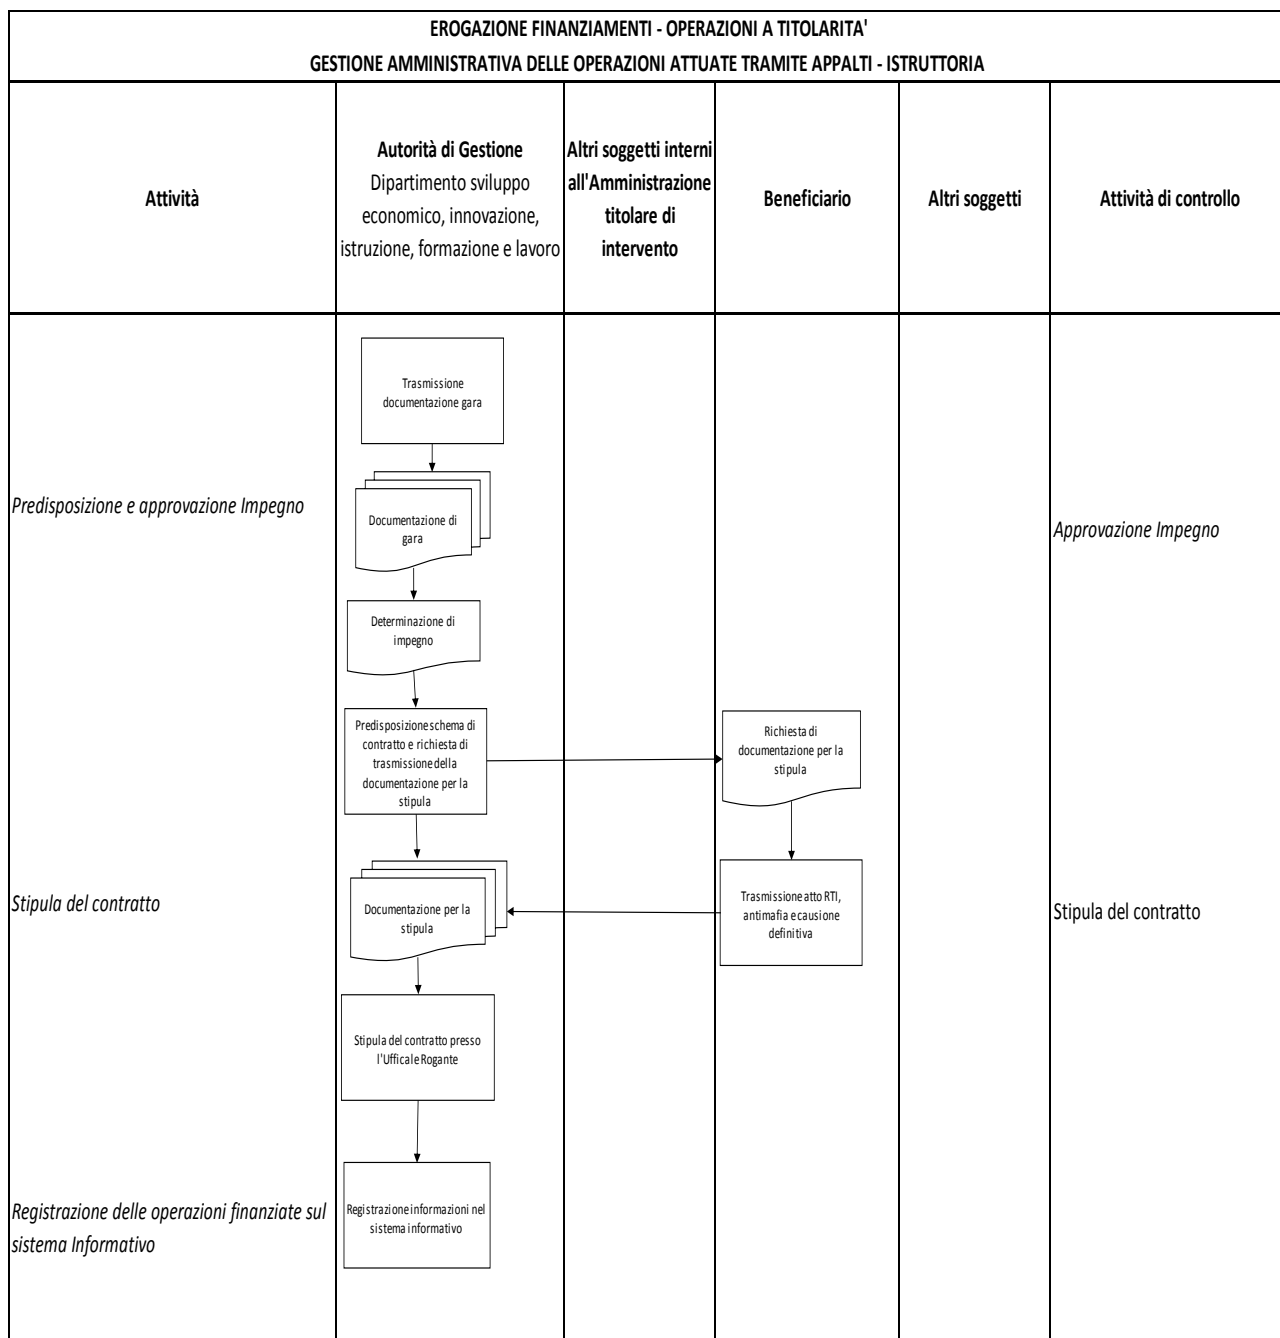 EROGAZIONE FINANZIAMENTI - OPERAZIONI A TITOLARITA'
GESTIONE AMMINISTRATIVA DELLE OPERAZIONI ATTUATE TRAMITE APPALTI - ISTRUTTORIA
Attività
Autorità di Gestione
Dipartimento sviluppo
economico, innovazione,
istruzione, formazione e lavoro
Altri soggetti interni
all'Amministrazione
titolare di
intervento
Beneficiario
Altri soggetti
Attività di controllo
Trasmissione
documentazione gara
Predisposizione e approvazione Impegno
Documentazione di
gara
Approvazione Impegno
Determinazione di
impegno
Predisposizione schema di
contratto e richiesta di
trasmissione della
documentazione per la
stipula
Richiesta di
documentazione per la
stipula
Stipula del contratto
Documentazione per la
stipula
Trasmissione atto RTI,
antimafia e causione
definitiva
Stipula del contratto
Stipula del contratto presso
l'Ufficale Rogante
Registrazione delle operazioni finanziate sul
sistema Informativo
Registrazione informazioni nel
sistema informativo